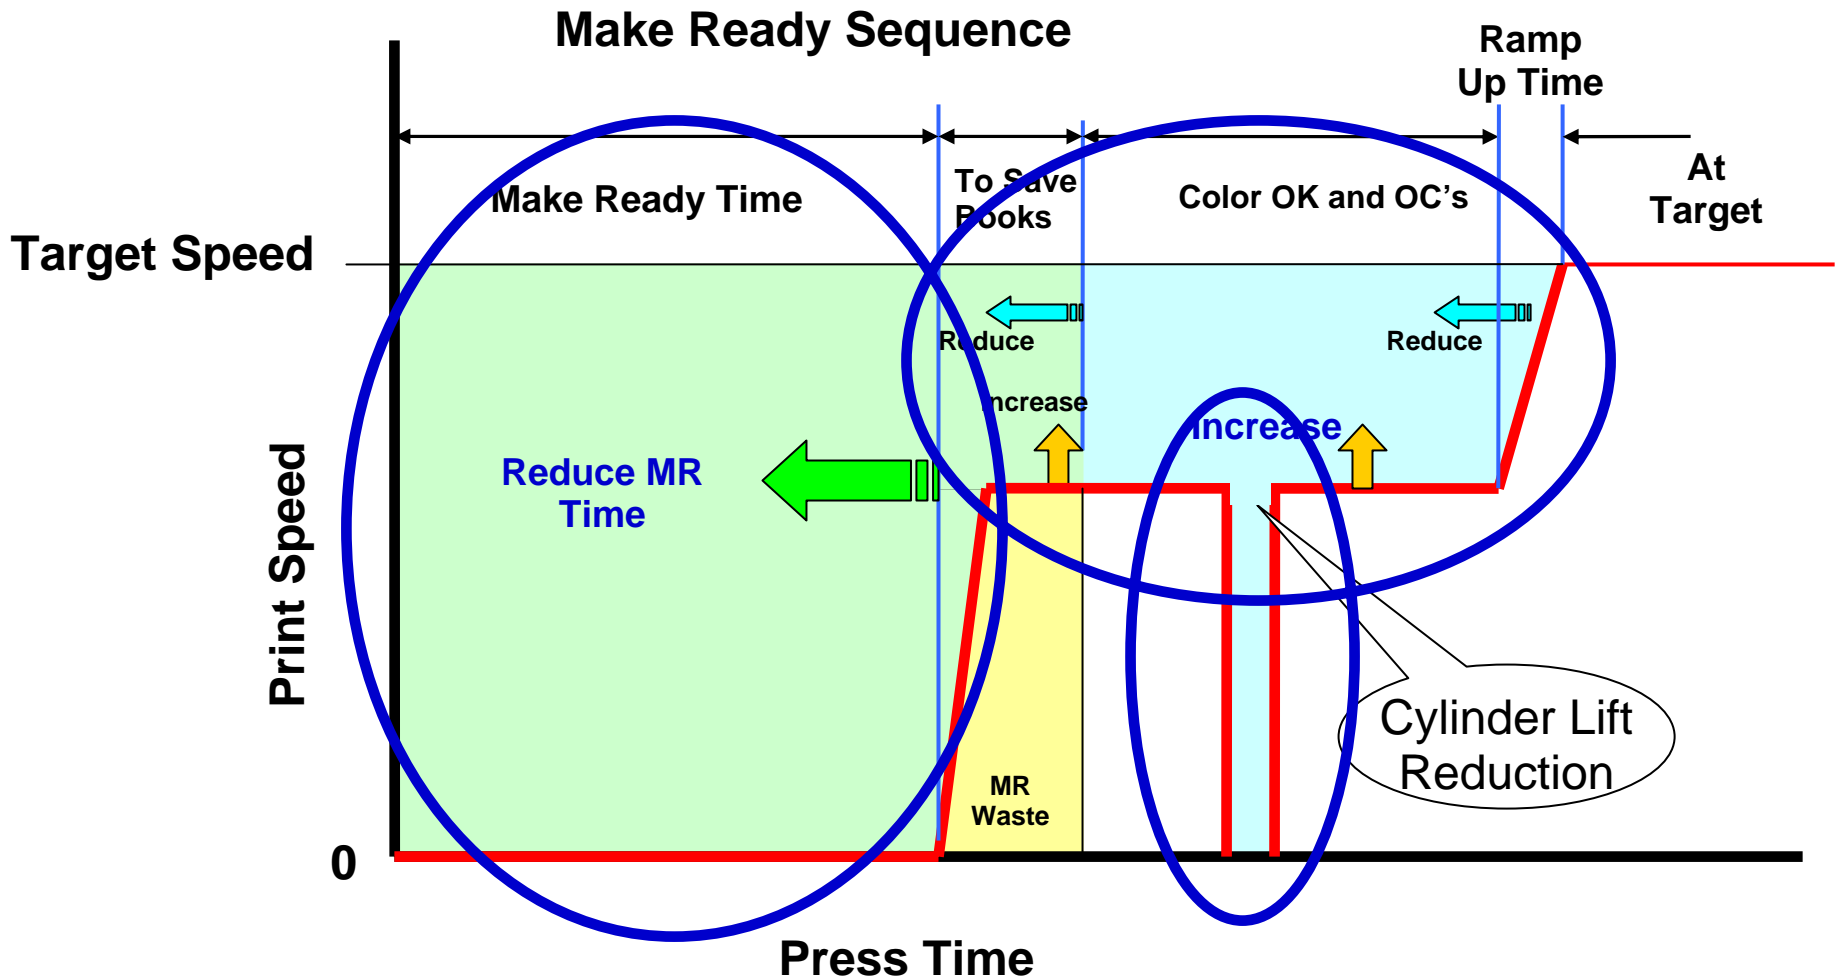 Make Ready Sequence
Ramp
Up Time
Make Ready Time
To Save
Books
Color OK and OC's
At
Target
Target Speed
Reduce
Reduce
Increase
Increase
Reduce MR
Time
Print Speed
Cylinder Lift
Reduction
MR
Waste
0
Press Time